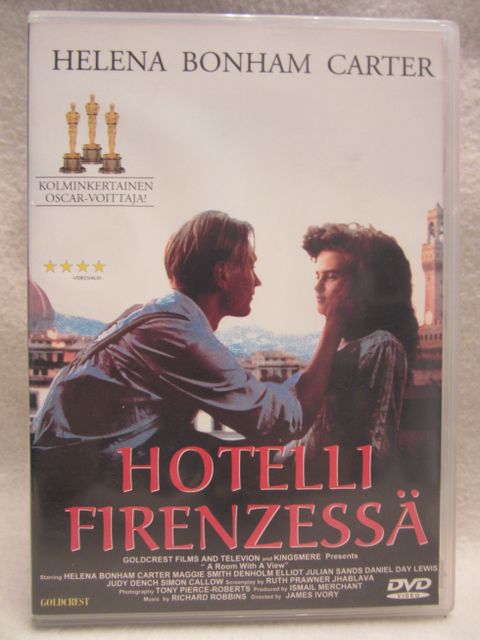 HELENA BONHAM CARTER
KOLMINKERTAINEN
OSCAR-VOITTAJA!
-VIDEOVALIO-
HOTELLI
FIRENZESSÄ
GOLDCREST FILMS AND TELEVION and KINGSMERE Presents
" A Room With A View"
Starring HELENA BONHAM CARTER MAGGIE SMITH DENHOLM ELLIOT JULIAN SANDS DANIEL DAY LEWIS
JUDY DENCH SIMON CALLOW Screenplay by RUTH PRAWNER JHABLAVA
Photography TONY PIERCE-ROBERTS Produced by ISMAIL MERCHANT
Music by RICHARD ROBBINS Directed by JAMES IVORY
GOLDCREST
DVD
VIDEO